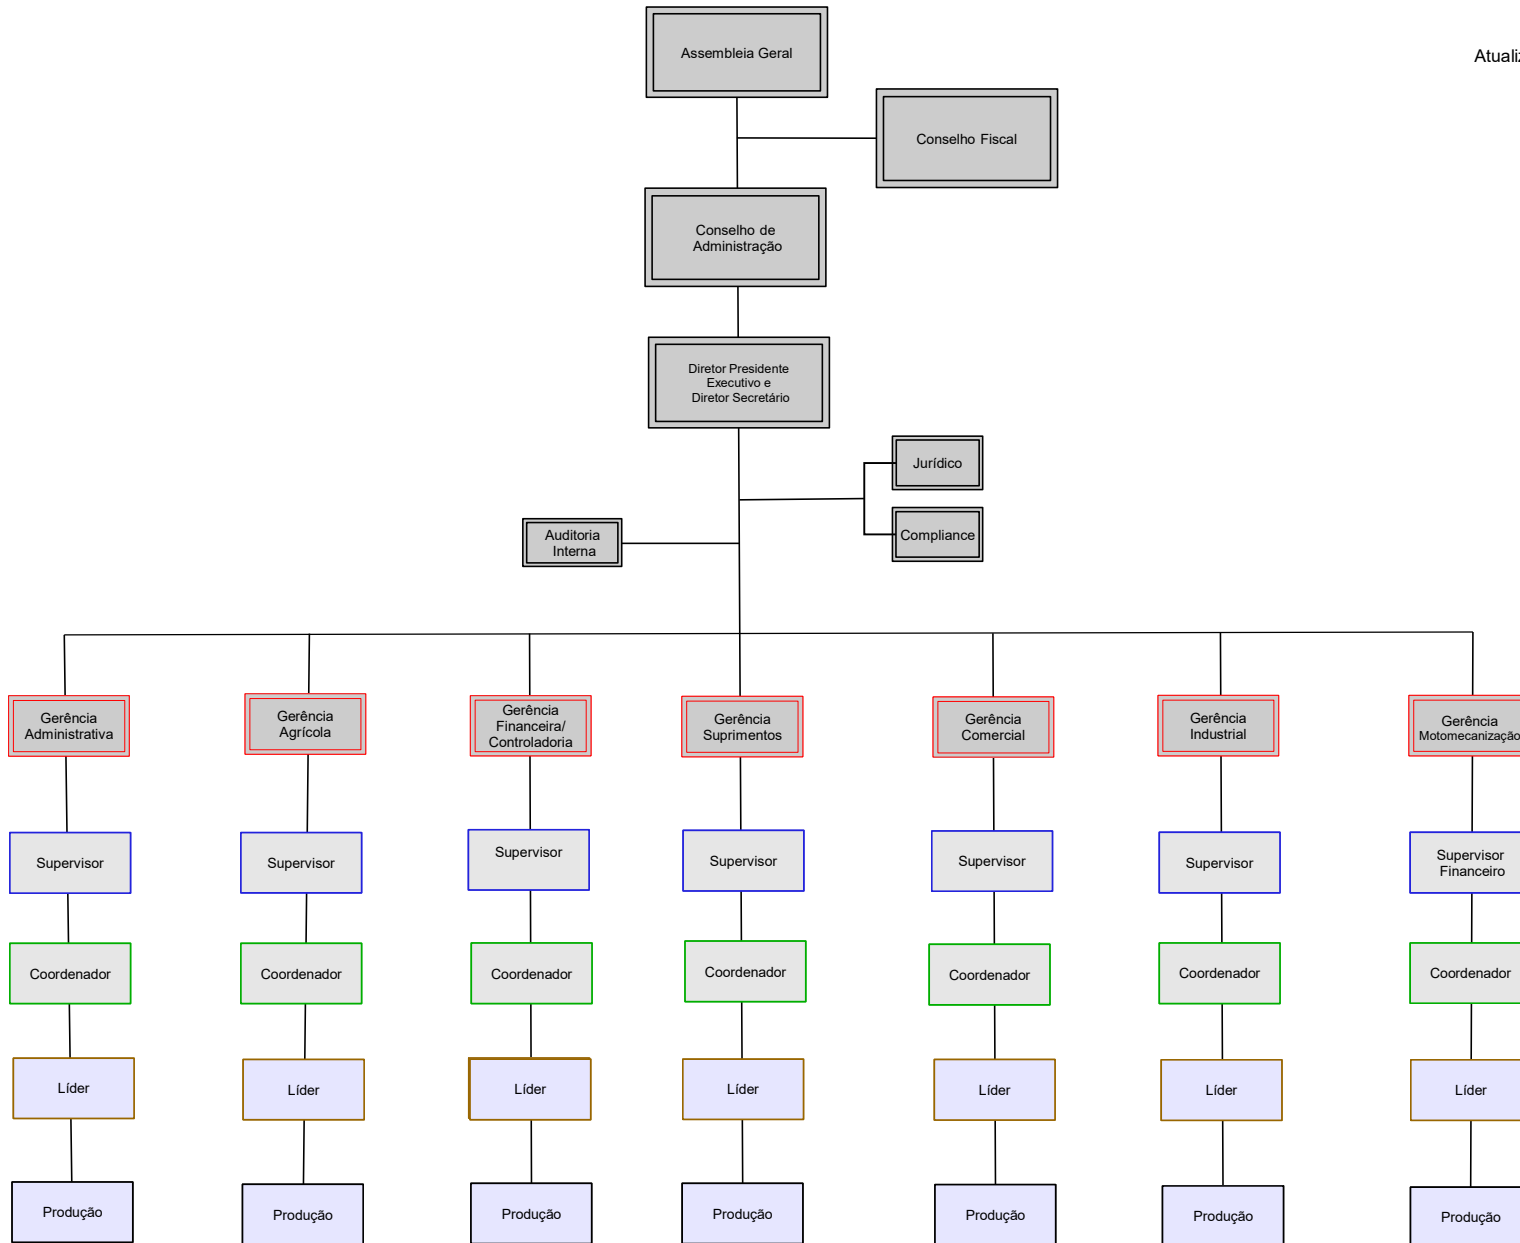 Assembleia Geral
Atualiz
Conselho Fiscal
Conselho de
Administração
Diretor Presidente
Executivo e
Diretor Secretário
Jurídico
Auditoria
Interna
Compliance
Gerência
Administrativa
Gerência
Agrícola
Gerência
Financeira/
Controladoria
Gerência
Suprimentos
Gerência
Comercial
Gerência
Industrial
Gerência
Motomecanização
Supervisor
Supervisor
Supervisor
Supervisor
Supervisor
Supervisor
Supervisor
Financeiro
Coordenador
Coordenador
Coordenador
Coordenador
Coordenador
Coordenador
Coordenador
Líder
Líder
Líder
Líder
Líder
Líder
Líder
Produção
Produção
Produção
Produção
Produção
Produção
Produção